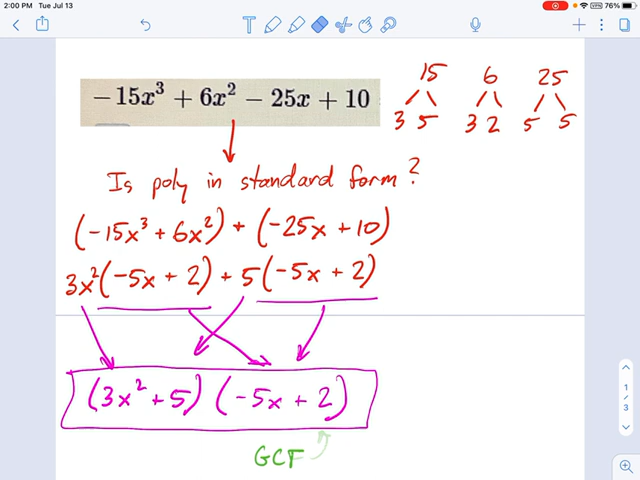 2:00 PM Tue Jul 13
VPN 76%
T
−15x³ + 6x² − 25x + 10
15 6 25
3 5 3 2 5 5
Is poly in standard form?
(-15x³ + 6x²) + (-25x + 10)
3x²(-5x + 2) + 5(-5x + 2)
(3x² + 5) (-5x + 2)
GCF
1/3